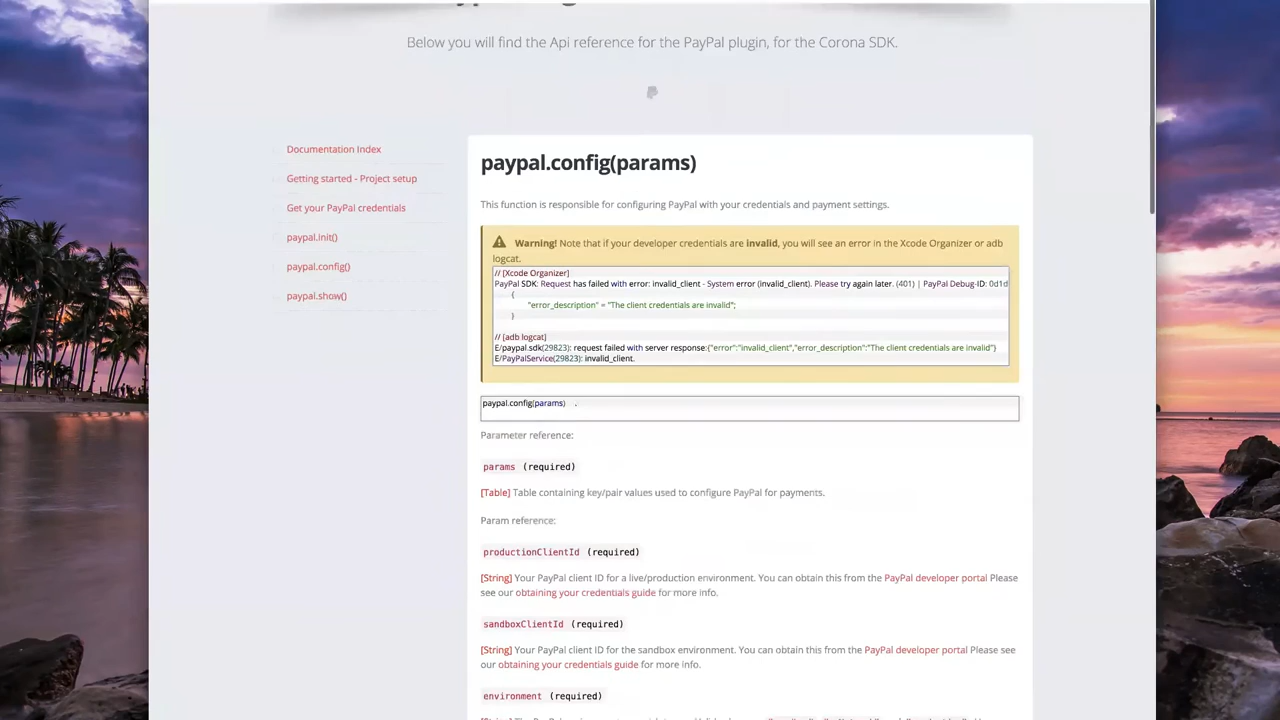 Below you will find the Api reference for the PayPal plugin, for the Corona SDK.
Documentation Index
Getting started - Project setup
Get your PayPal credentials
paypal.init()
paypal.config()
paypal.show()
paypal.config(params)
This function is responsible for configuring PayPal with your credentials and payment settings.
Warning! Note that if your developer credentials are invalid, you will see an error in the Xcode Organizer or adb
logcat.
// [Xcode Organizer]
PayPal SDK: Request has failed with error: invalid_client - System error (invalid_client). Please try again later. (401) | PayPal Debug-ID: 0d1d
{
"error_description" = "The client credentials are invalid";
}
// [adb logcat]
E/paypal.sdk(29823): request failed with server response:{"error":"invalid_client","error_description":"The client credentials are invalid"}
E/PayPalService(29823): invalid_client.
paypal.config(params)
Parameter reference:
params (required)
[Table] Table containing key/pair values used to configure PayPal for payments.
Param reference:
productionClientId (required)
[String] Your PayPal client ID for a live/production environment. You can obtain this from the PayPal developer portal Please
see our obtaining your credentials guide for more info.
sandboxClientId (required)
[String] Your PayPal client ID for the sandbox environment. You can obtain this from the PayPal developer portal Please see
our obtaining your credentials guide for more info.
environment (required)